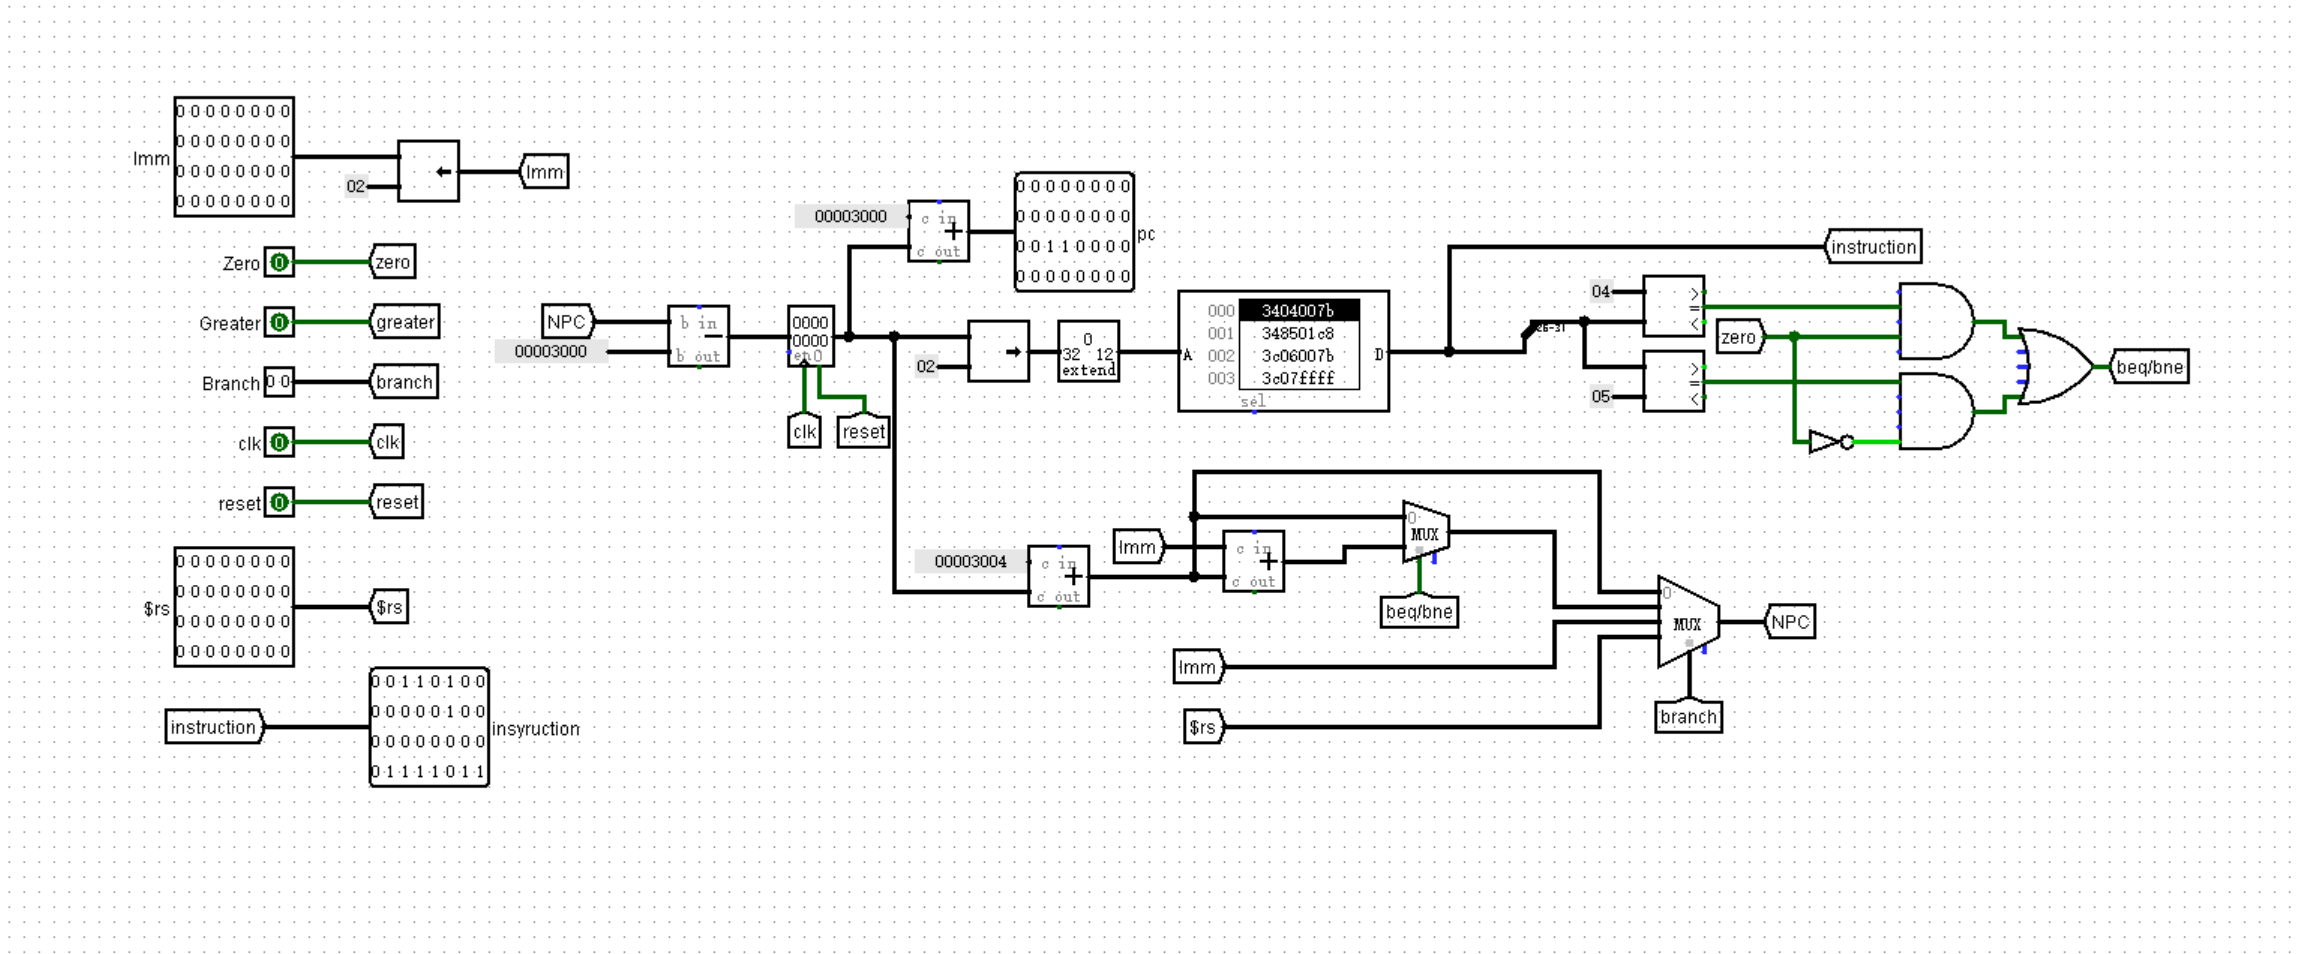 0 0 0 0 0 0 0 0
0 0 0 0 0 0 0 0
0 0 0 0 0 0 0 0
0 0 0 0 0 0 0 0
Imm
02
Imm
Zero 0 zero
Greater 0 greater
Branch 0 0 branch
clk 0 clk
reset 0 reset
0 0 0 0 0 0 0 0
0 0 0 0 0 0 0 0
0 0 0 0 0 0 0 0
0 0 0 0 0 0 0 0
$rs
$rs
instruction
0 0 1 1 0 1 0 0
0 0 0 0 0 1 0 0
0 0 0 0 0 0 0 0
0 1 1 1 1 0 1 1
insyruction
NPC
00003000
b in
b out
0000
0000
en0
clk
reset
00003000
c in
+
c out
0 0 0 0 0 0 0 0
0 0 0 0 0 0 0 0
0 0 1 1 0 0 0 0
0 0 0 0 0 0 0 0
pc
02
0
32 12
extend
A
000 3404007b
001 348501c8
002 3c06007b
003 3c07ffff
D
sel
instruction
26-31
04
>
=
<
zero
>
=
<
05
beq/bne
00003004
c in
+
c out
Imm
c in
+
c out
0
MUX
beq/bne
Imm
$rs
0
MUX
branch
NPC